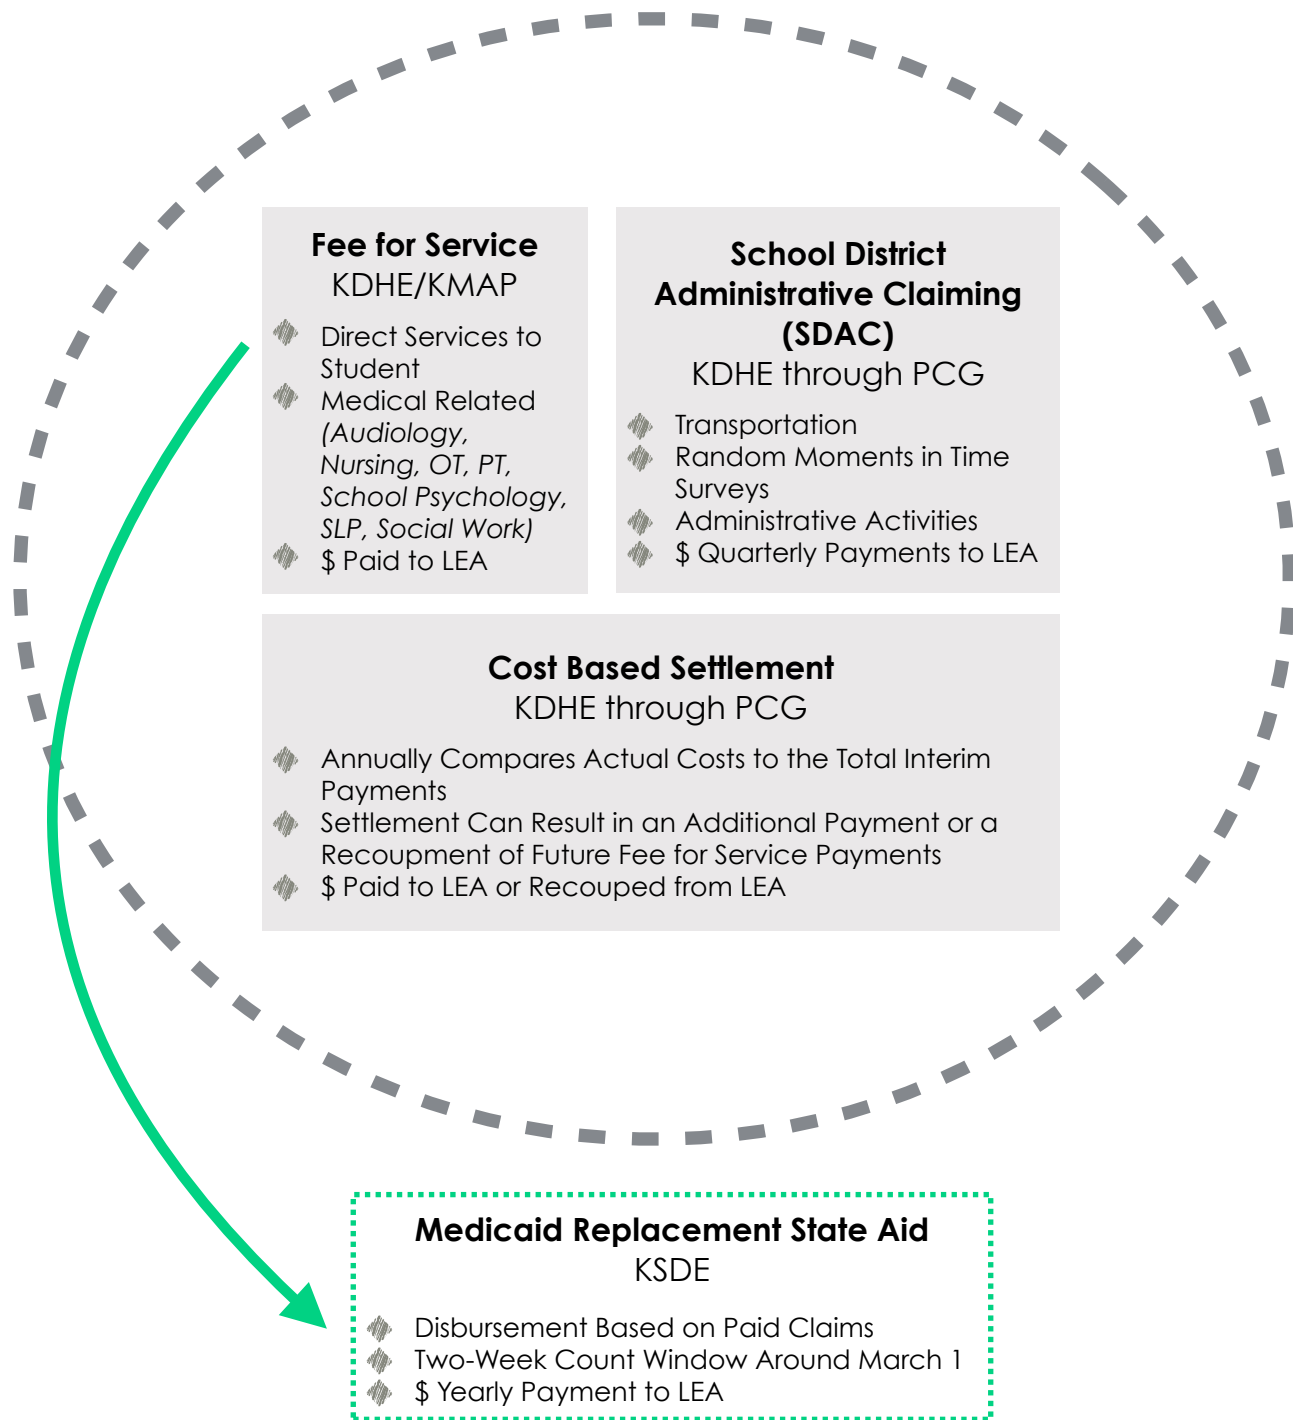 Fee for Service
KDHE/KMAP
Direct Services to
Student
Medical Related
(Audiology,
Nursing, OT, PT,
School Psychology,
SLP, Social Work)
$ Paid to LEA
School District
Administrative Claiming
(SDAC)
KDHE through PCG
Transportation
Random Moments in Time
Surveys
Administrative Activities
$ Quarterly Payments to LEA
Cost Based Settlement
KDHE through PCG
Annually Compares Actual Costs to the Total Interim
Payments
Settlement Can Result in an Additional Payment or a
Recoupment of Future Fee for Service Payments
$ Paid to LEA or Recouped from LEA
Medicaid Replacement State Aid
KSDE
Disbursement Based on Paid Claims
Two-Week Count Window Around March 1
$ Yearly Payment to LEA